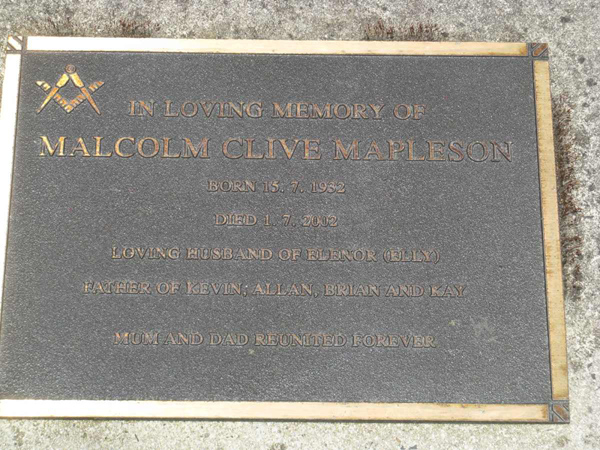 IN LOVING MEMORY OF
MALCOLM CLIVE MAPLESON
BORN 15. 7. 1932
DIED 1. 7. 2002
LOVING HUSBAND OF ELENOR (ELLY)
FATHER OF KEVIN, ALLAN, BRIAN AND KAY
MUM AND DAD REUNITED FOREVER